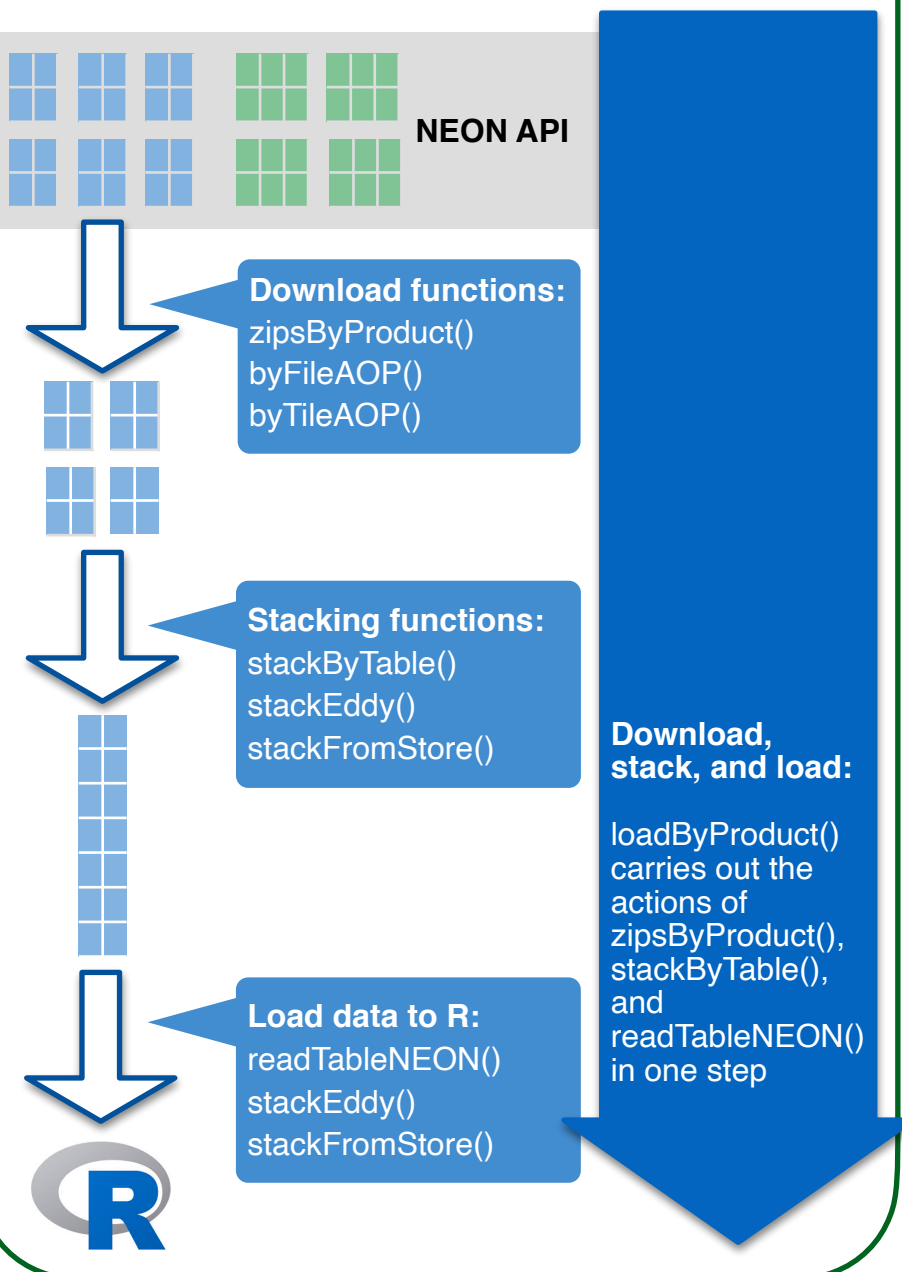 NEON API
Download functions:
zipsByProduct()
byFileAOP()
byTileAOP()
Stacking functions:
stackByTable()
stackEddy()
stackFromStore()
Load data to R:
readTableNEON()
stackEddy()
stackFromStore()
R
Download,
stack, and load:
loadByProduct()
carries out the
actions of
zipsByProduct(),
stackByTable(),
and
readTableNEON()
in one step